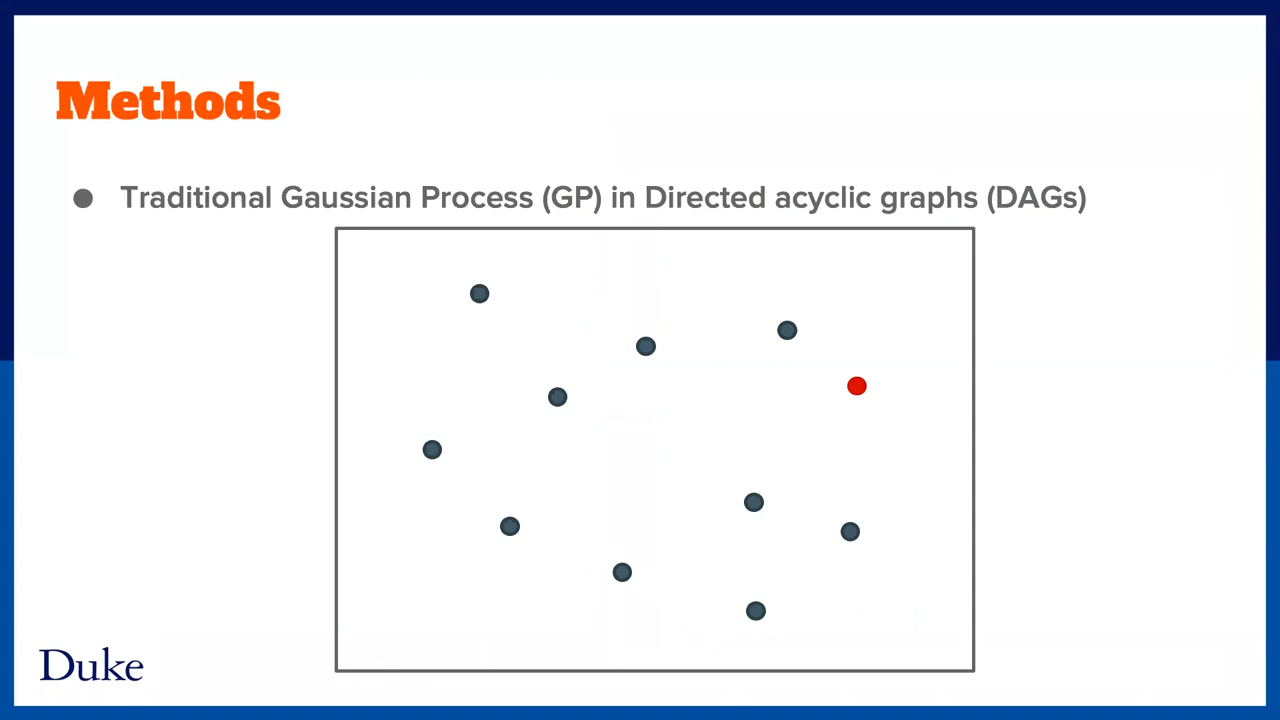 Methods
● Traditional Gaussian Process (GP) in Directed acyclic graphs (DAGs)
Duke